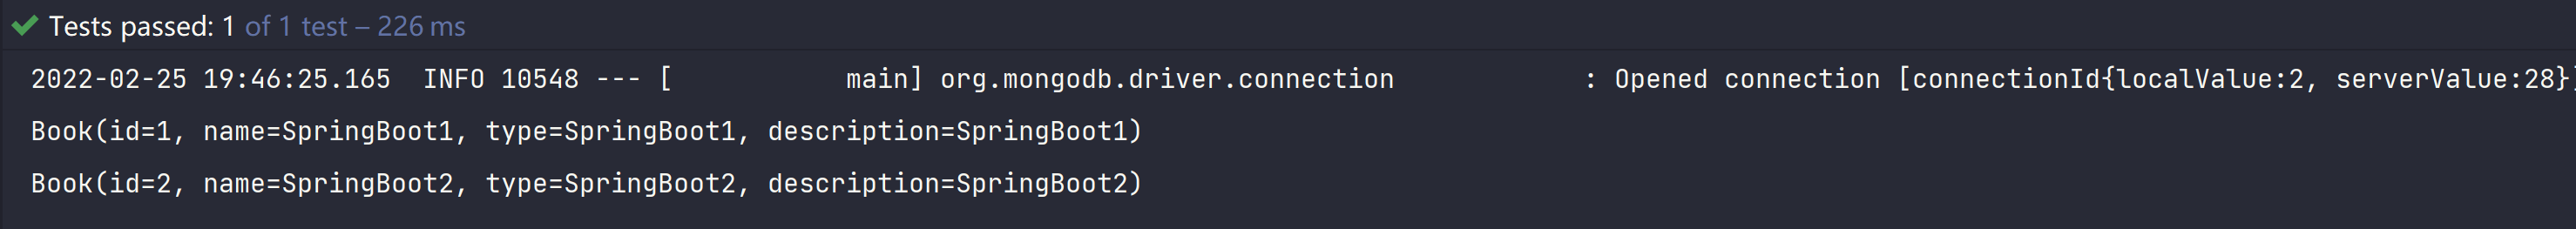 Tests passed: 1 of 1 test – 226 ms
2022-02-25 19:46:25.165  INFO 10548 --- [           main] org.mongodb.driver.connection            : Opened connection [connectionId{localValue:2, serverValue:28}]
Book(id=1, name=SpringBoot1, type=SpringBoot1, description=SpringBoot1)
Book(id=2, name=SpringBoot2, type=SpringBoot2, description=SpringBoot2)